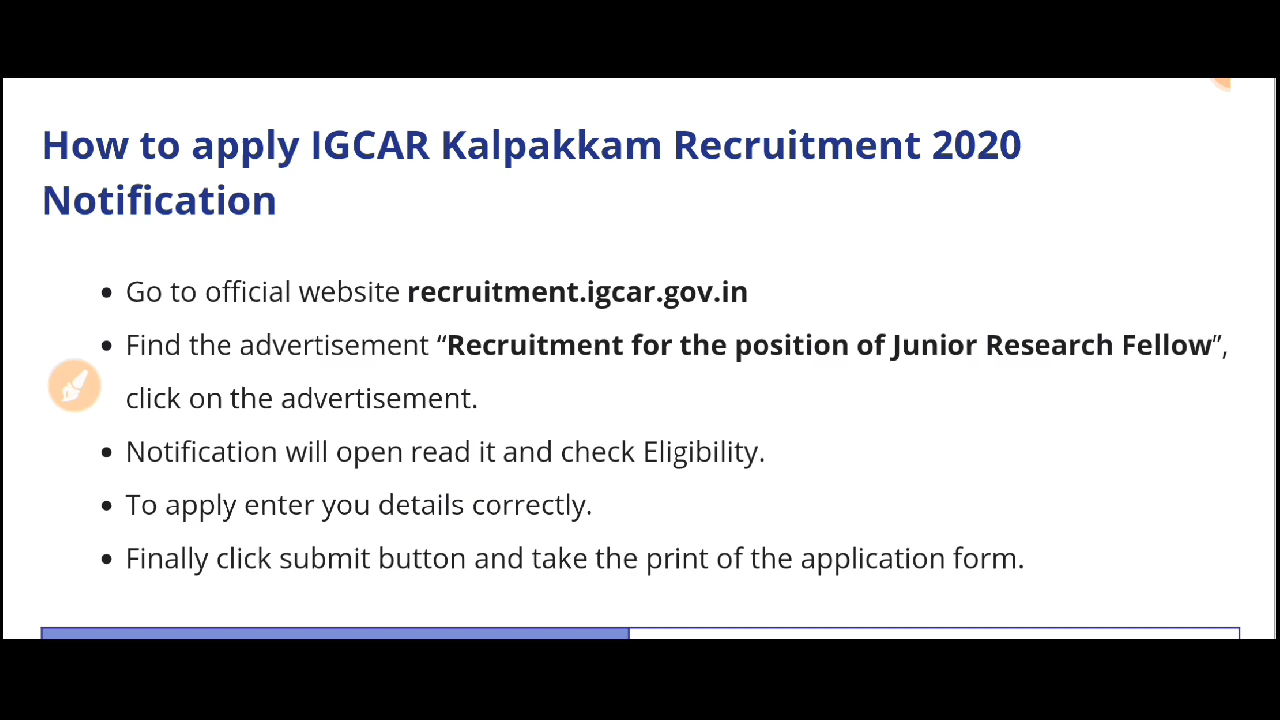 How to apply IGCAR Kalpakkam Recruitment 2020
Notification
• Go to official website recruitment.igcar.gov.in
• Find the advertisement “Recruitment for the position of Junior Research Fellow”,
click on the advertisement.
• Notification will open read it and check Eligibility.
• To apply enter you details correctly.
• Finally click submit button and take the print of the application form.